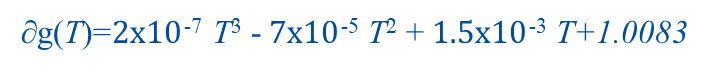 ∂g(T)=2x10⁻⁷ T³ - 7x10⁻⁵ T² + 1.5x10⁻³ T+1.0083